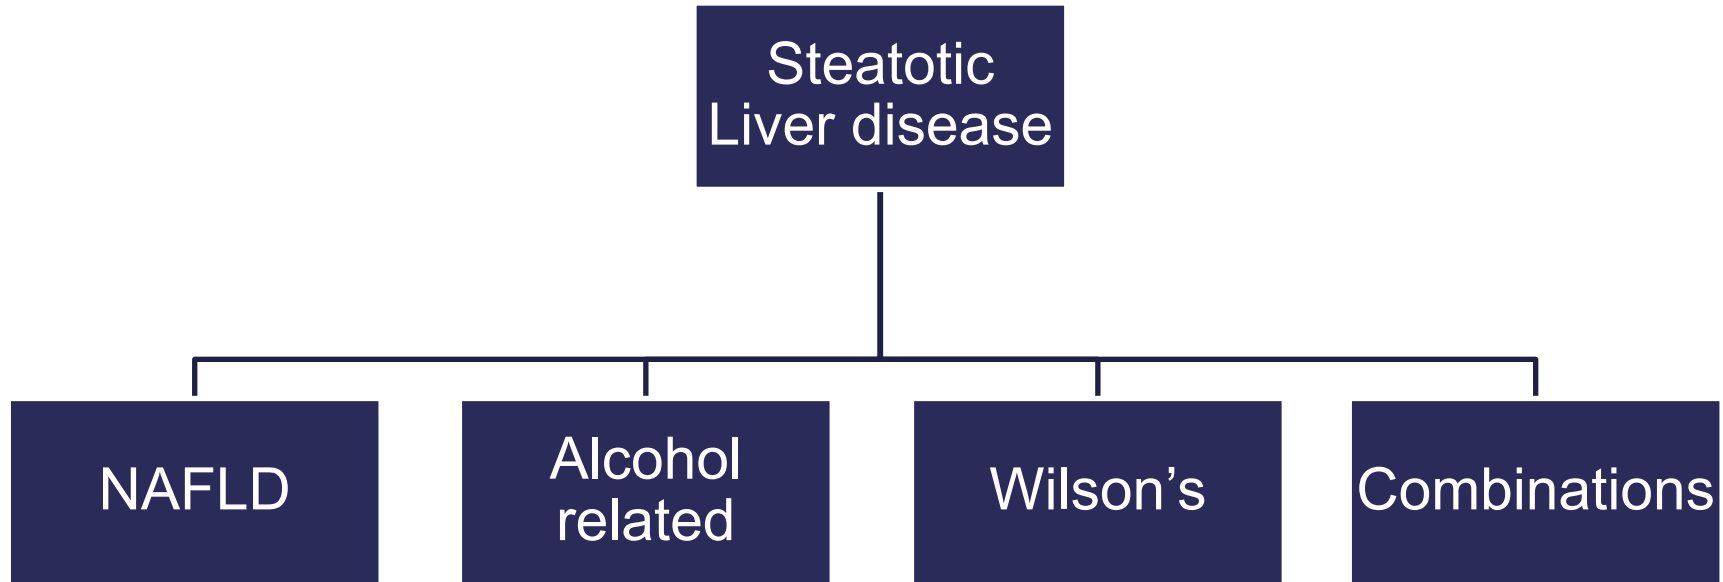 Steatotic
Liver disease
NAFLD
Alcohol
related
Wilson’s
Combinations